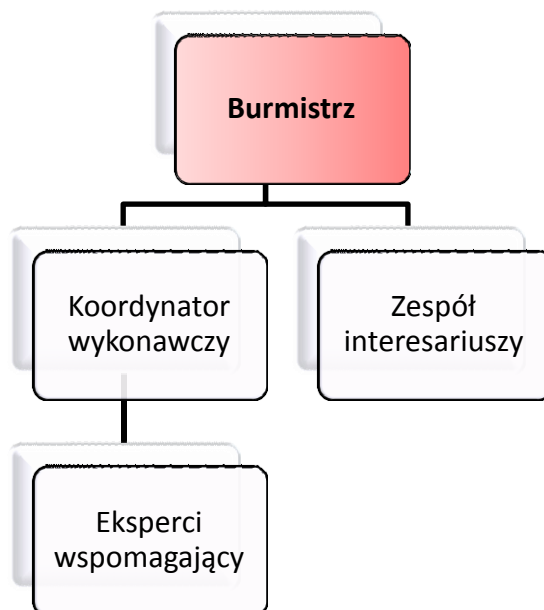 Burmistrz
Koordynator
wykonawczy
Zespół
interesariuszy
Eksperci
wspomagający